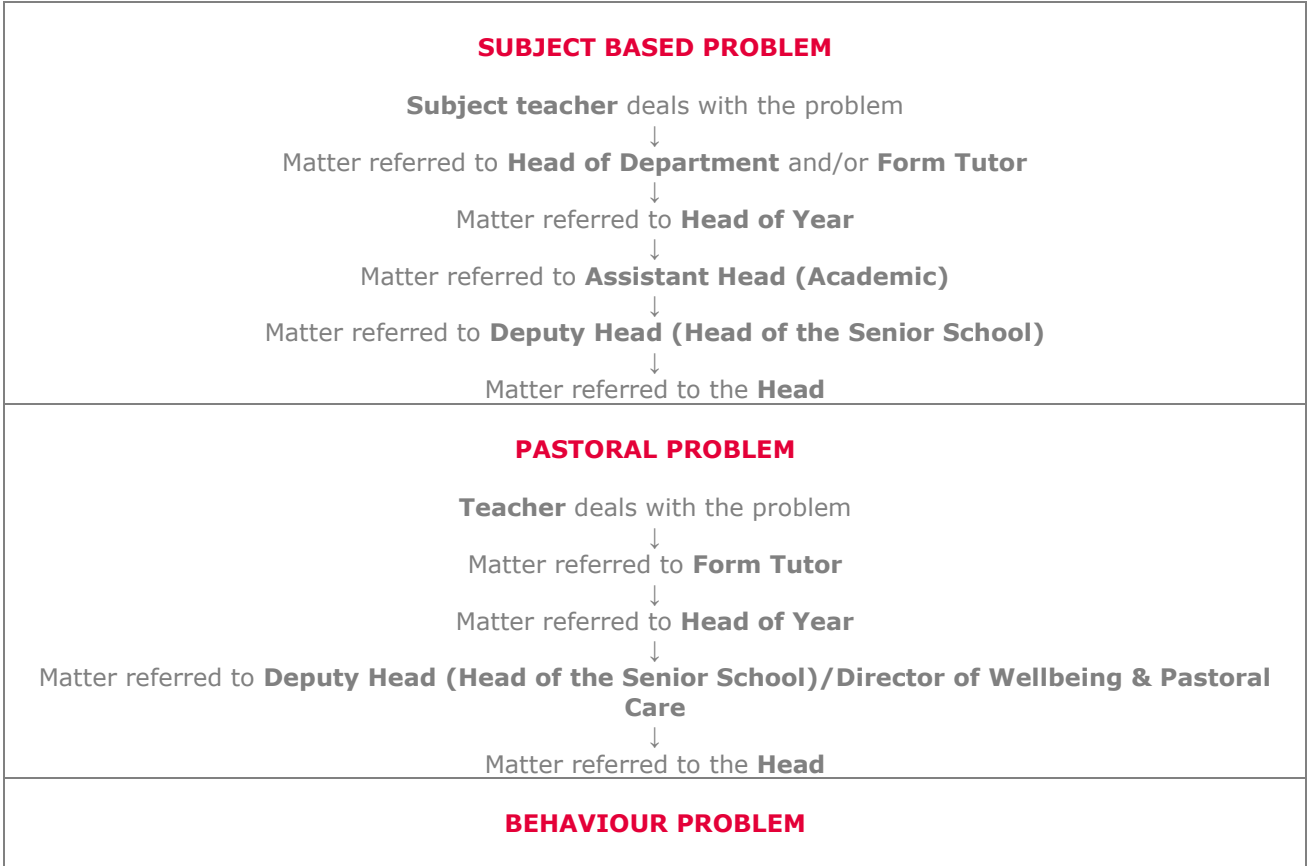 SUBJECT BASED PROBLEM
Subject teacher deals with the problem
↓
Matter referred to Head of Department and/or Form Tutor
↓
Matter referred to Head of Year
↓
Matter referred to Assistant Head (Academic)
↓
Matter referred to Deputy Head (Head of the Senior School)
↓
Matter referred to the Head
PASTORAL PROBLEM
Teacher deals with the problem
↓
Matter referred to Form Tutor
↓
Matter referred to Head of Year
↓
Matter referred to Deputy Head (Head of the Senior School)/Director of Wellbeing & Pastoral
Care
↓
Matter referred to the Head
BEHAVIOUR PROBLEM